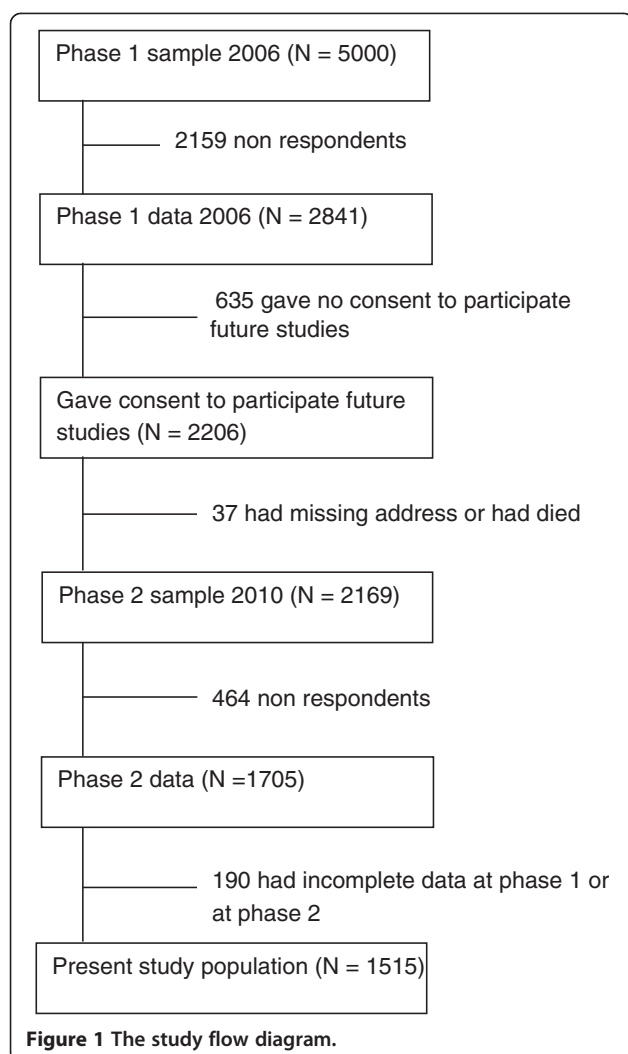 Phase 1 sample 2006 (N = 5000)
2159 non respondents
Phase 1 data 2006 (N = 2841)
635 gave no consent to participate
future studies
Gave consent to participate future
studies (N = 2206)
37 had missing address or had died
Phase 2 sample 2010 (N = 2169)
464 non respondents
Phase 2 data (N =1705)
190 had incomplete data at phase 1 or
at phase 2
Present study population (N = 1515)
Figure 1 The study flow diagram.